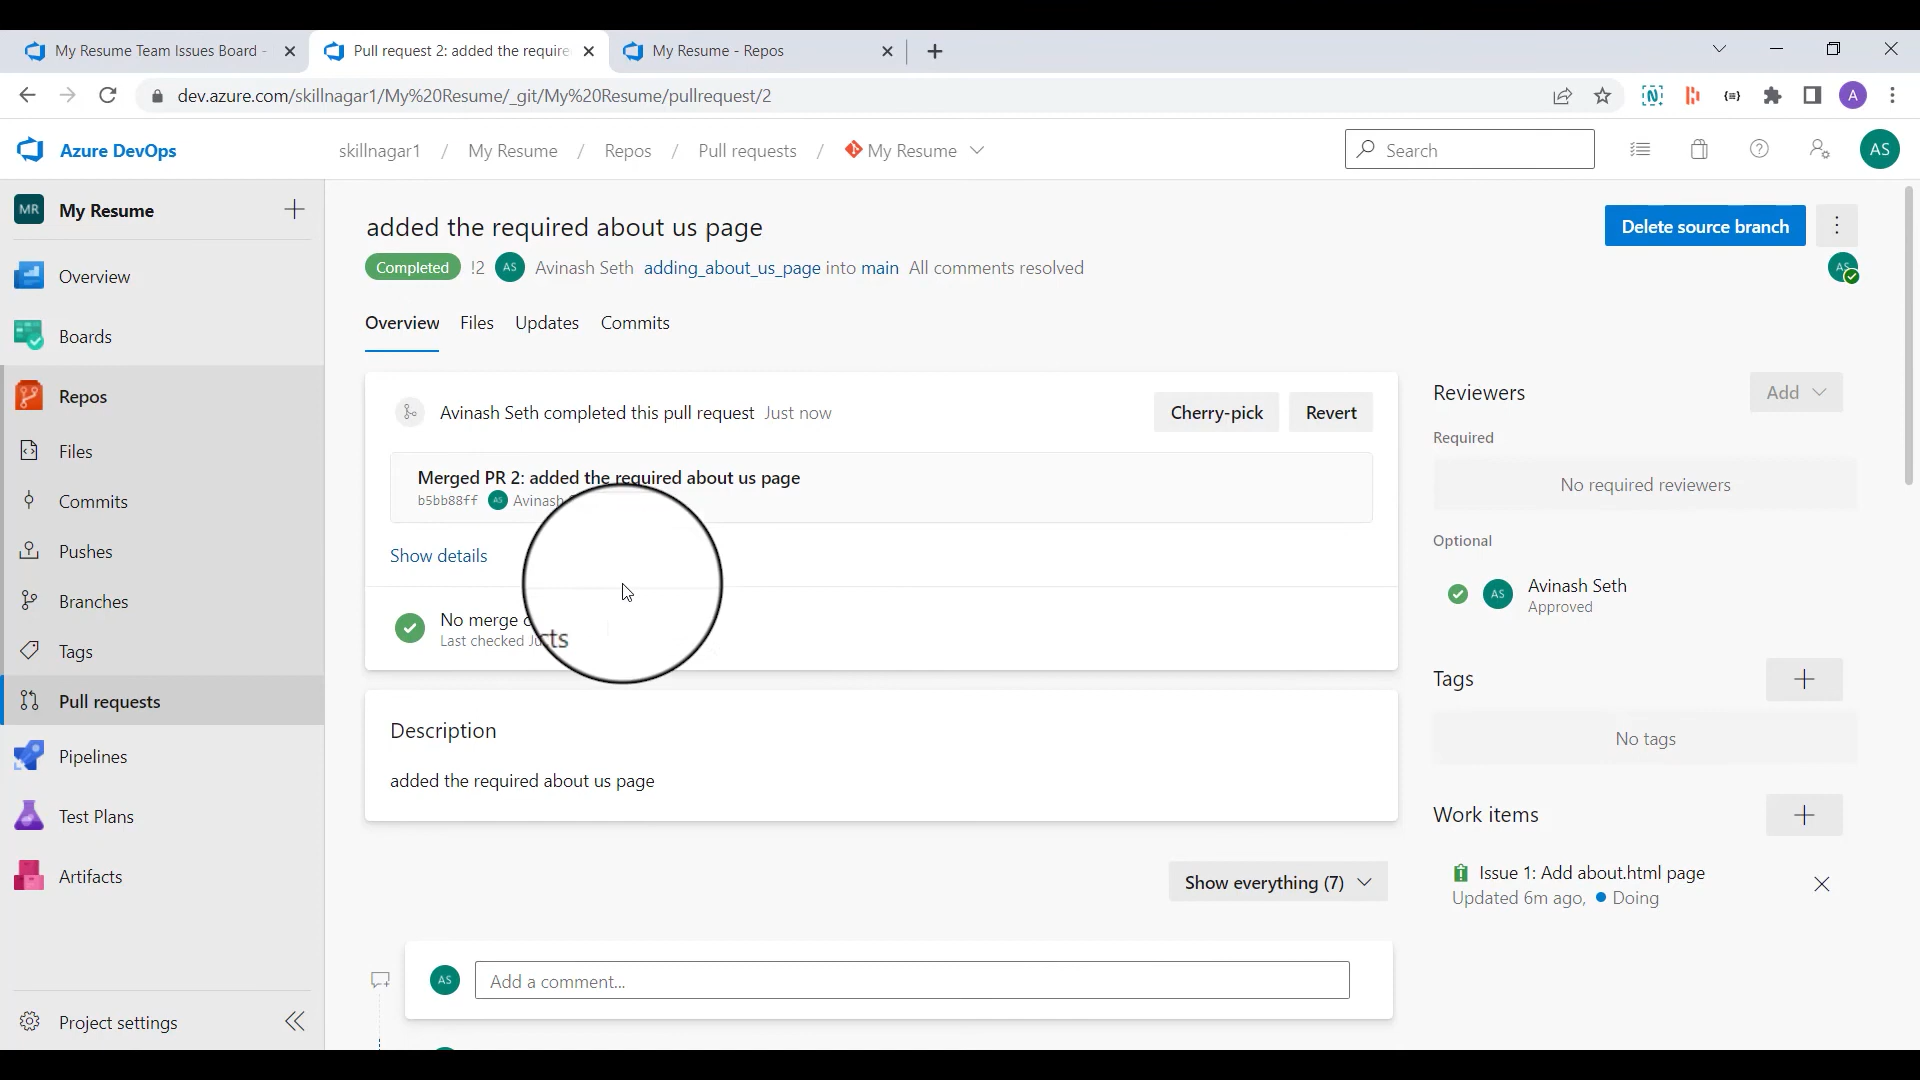 My Resume Team Issues Board -
Pull request 2: added the require
My Resume - Repos
dev.azure.com/skillnagar1/My%20Resume/_git/My%20Resume/pullrequest/2
A
Azure DevOps
skillnagar1 / My Resume / Repos / Pull requests / My Resume
Search
AS
MR My Resume
Overview
Boards
Repos
Files
Commits
Pushes
Branches
Tags
Pull requests
Pipelines
Test Plans
Artifacts
Project settings
added the required about us page
Delete source branch
Completed !2 AS Avinash Seth adding_about_us_page into main All comments resolved
AS
Overview Files Updates Commits
Avinash Seth completed this pull request Just now
Cherry-pick Revert
Merged PR 2: added the required about us page
b5bb88ff AS Avinash
Show details
No merge
cts
Last checked
Description
added the required about us page
Show everything (7)
AS Add a comment...
Reviewers
Add
Required
No required reviewers
Optional
AS Avinash Seth
Approved
Tags
No tags
Work items
Issue 1: Add about.html page
Updated 6m ago, Doing